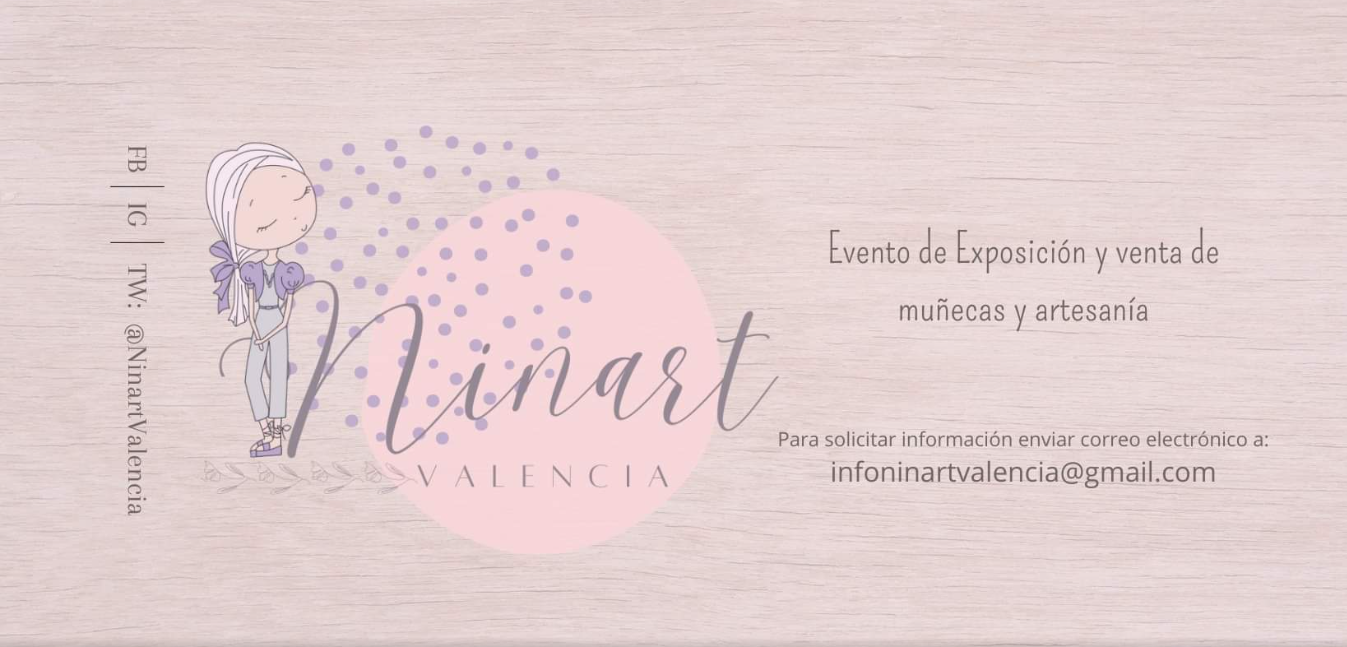 FB | IG | TW: @NinartValencia
Ninart
VALENCIA
Evento de Exposición y venta de
muñecas y artesanía
Para solicitar información enviar correo electrónico a:
infoninartvalencia@gmail.com